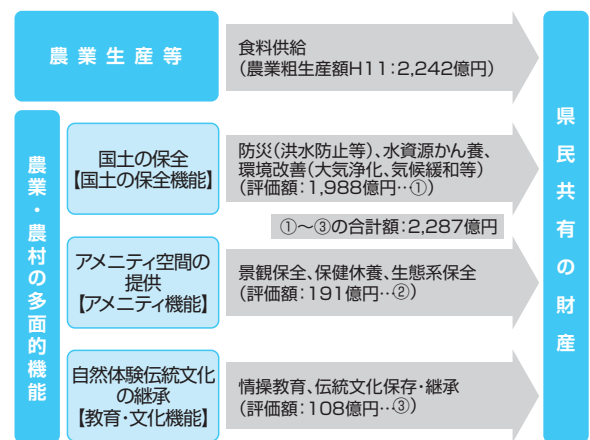 農業生産等
食料供給
（農業粗生産額H11：2,242億円）
農業・農村の多面的機能
国土の保全
【国土の保全機能】
防災（洪水防止等）、水資源かん養、
環境改善（大気浄化、気候緩和等）
（評価額：1,988億円‥①）
①～③の合計額：2,287億円
アメニティ空間の
提供
【アメニティ機能】
景観保全、保健休養、生態系保全
（評価額：191億円‥②）
自然体験伝統文化
の継承
【教育・文化機能】
情操教育、伝統文化保存・継承
（評価額：108億円‥③）
県民共有の財産